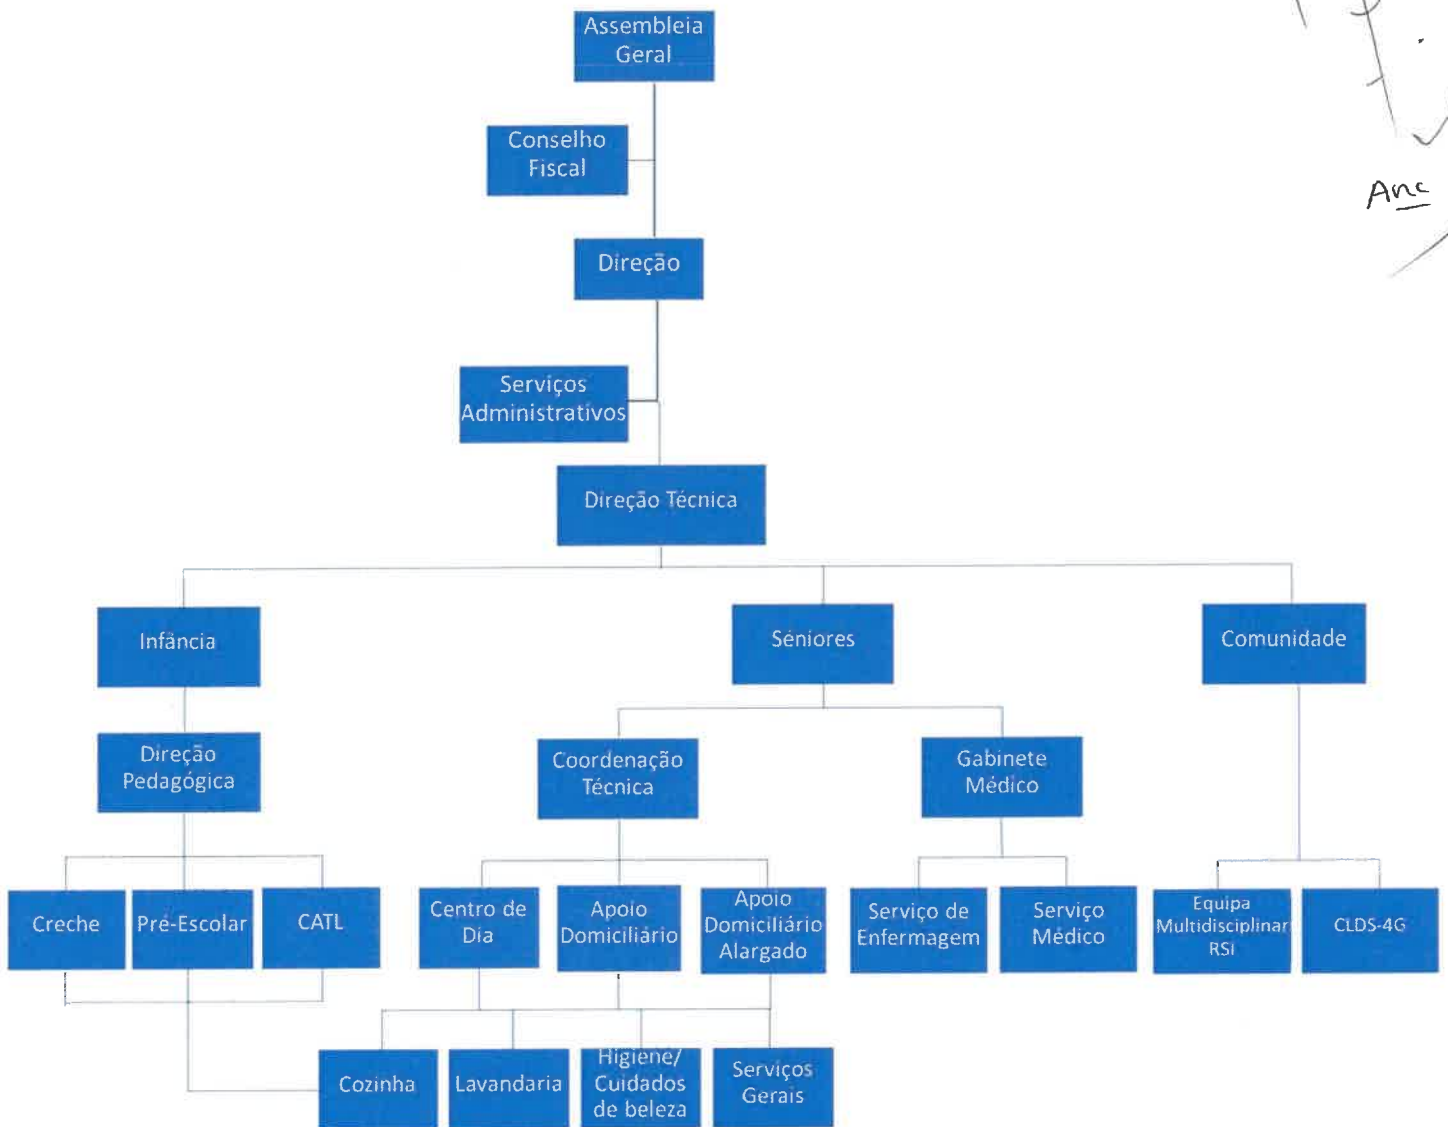 Assembleia
Geral
Conselho
Fiscal
Direção
Serviços
Administrativos
Direção Técnica
Infância
Séniores
Comunidade
Direção
Pedagógica
Coordenação
Técnica
Gabinete
Médico
Creche
Pré-Escolar
CATL
Centro de
Dia
Apoio
Domiciliário
Apoio
Domiciliário
Alargado
Serviço de
Enfermagem
Serviço
Médico
Equipa
Multidisciplinar
RSI
CLDS-4G
Cozinha
Lavandaria
Higiene/
Cuidados
de beleza
Serviços
Gerais